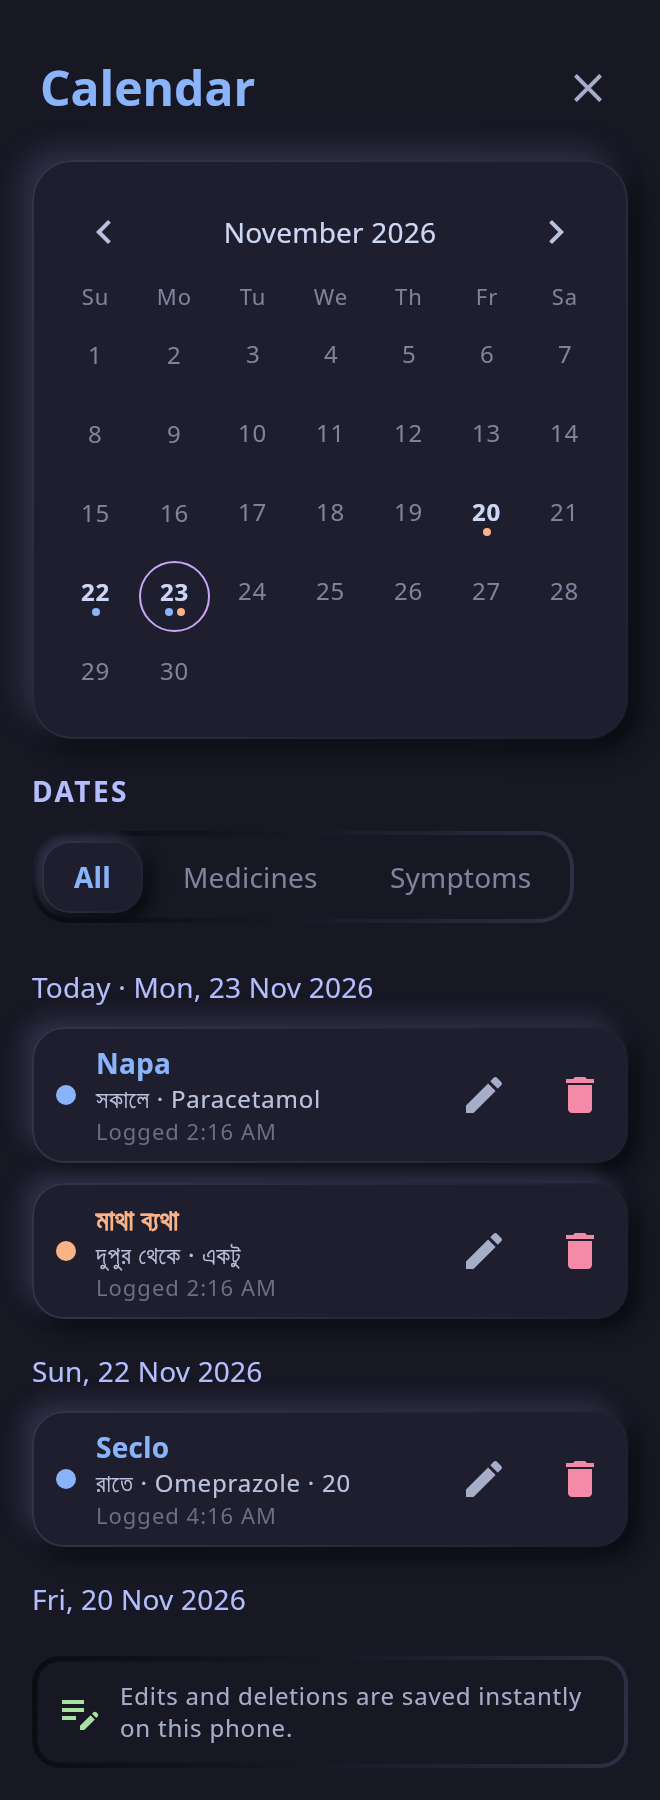 Calendar
November 2026
Su Mo Tu We Th Fr Sa
1 2 3 4 5 6 7
8 9 10 11 12 13 14
15 16 17 18 19 20 21
22 23 24 25 26 27 28
29 30
DATES
All Medicines Symptoms
Today · Mon, 23 Nov 2026
Napa
সকালে · Paracetamol
Logged 2:16 AM
মাথা ব্যথা
দুপুর থেকে · একটু
Logged 2:16 AM
Sun, 22 Nov 2026
Seclo
রাতে · Omeprazole · 20
Logged 4:16 AM
Fri, 20 Nov 2026
Edits and deletions are saved instantly
on this phone.